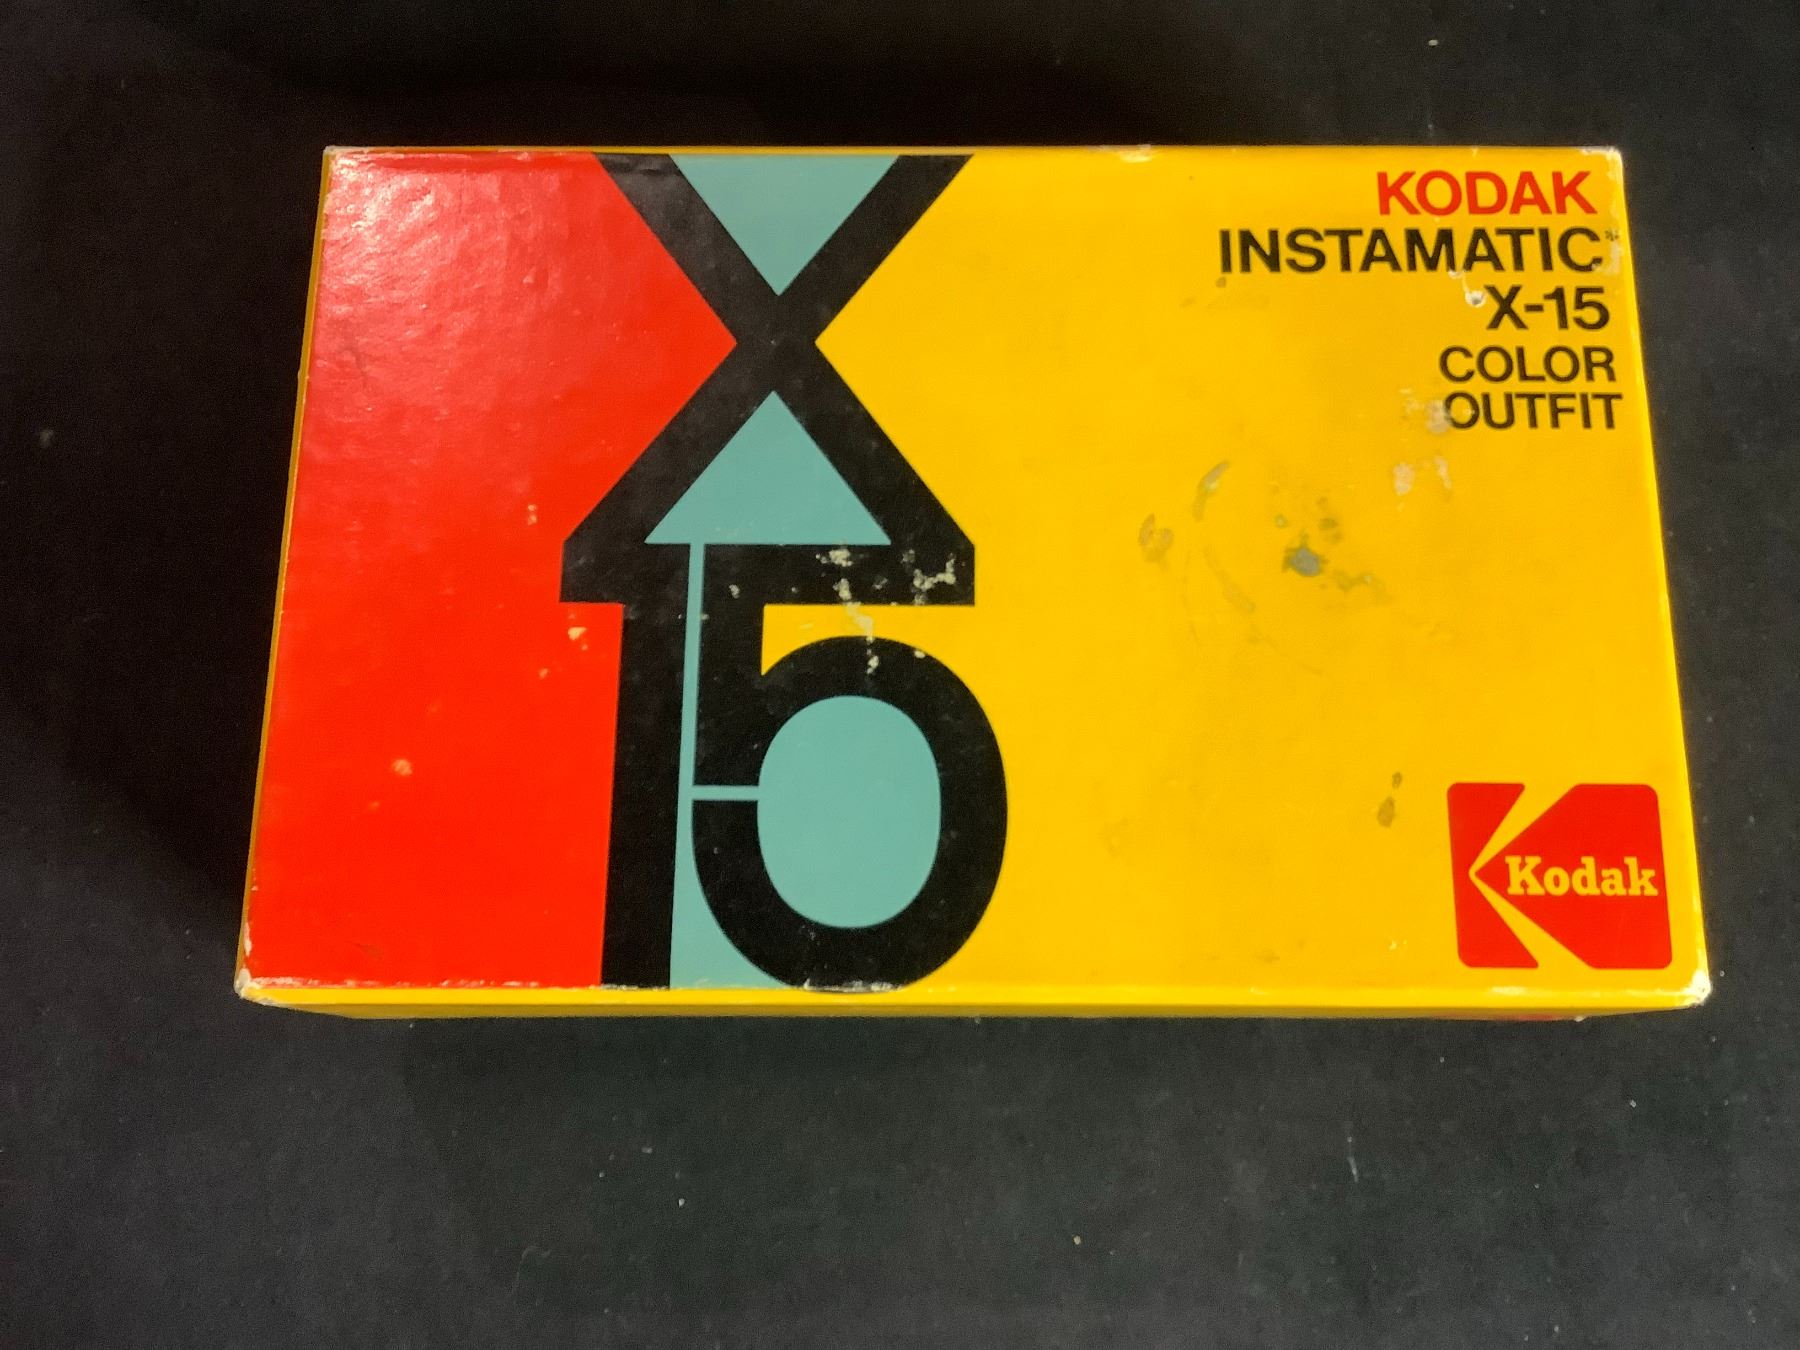 X
15
KODAK
INSTAMATIC®
X-15
COLOR
OUTFIT
Kodak